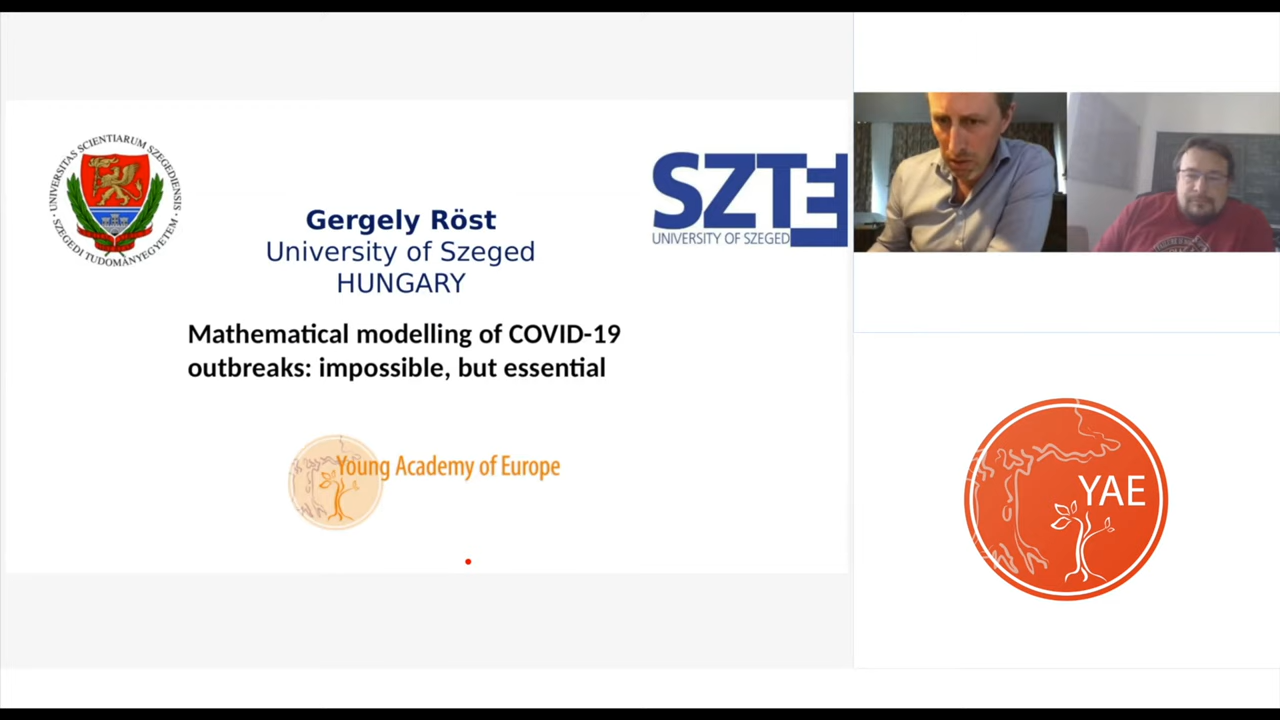 · UNIVERSITAS SCIENTIARUM SZEGEDIENSIS ·
SZEGEDI TUDOMÁNYEGYETEM
SZTE
UNIVERSITY OF SZEGED
Gergely Röst
University of Szeged
HUNGARY
Mathematical modelling of COVID-19
outbreaks: impossible, but essential
Young Academy of Europe
YAE